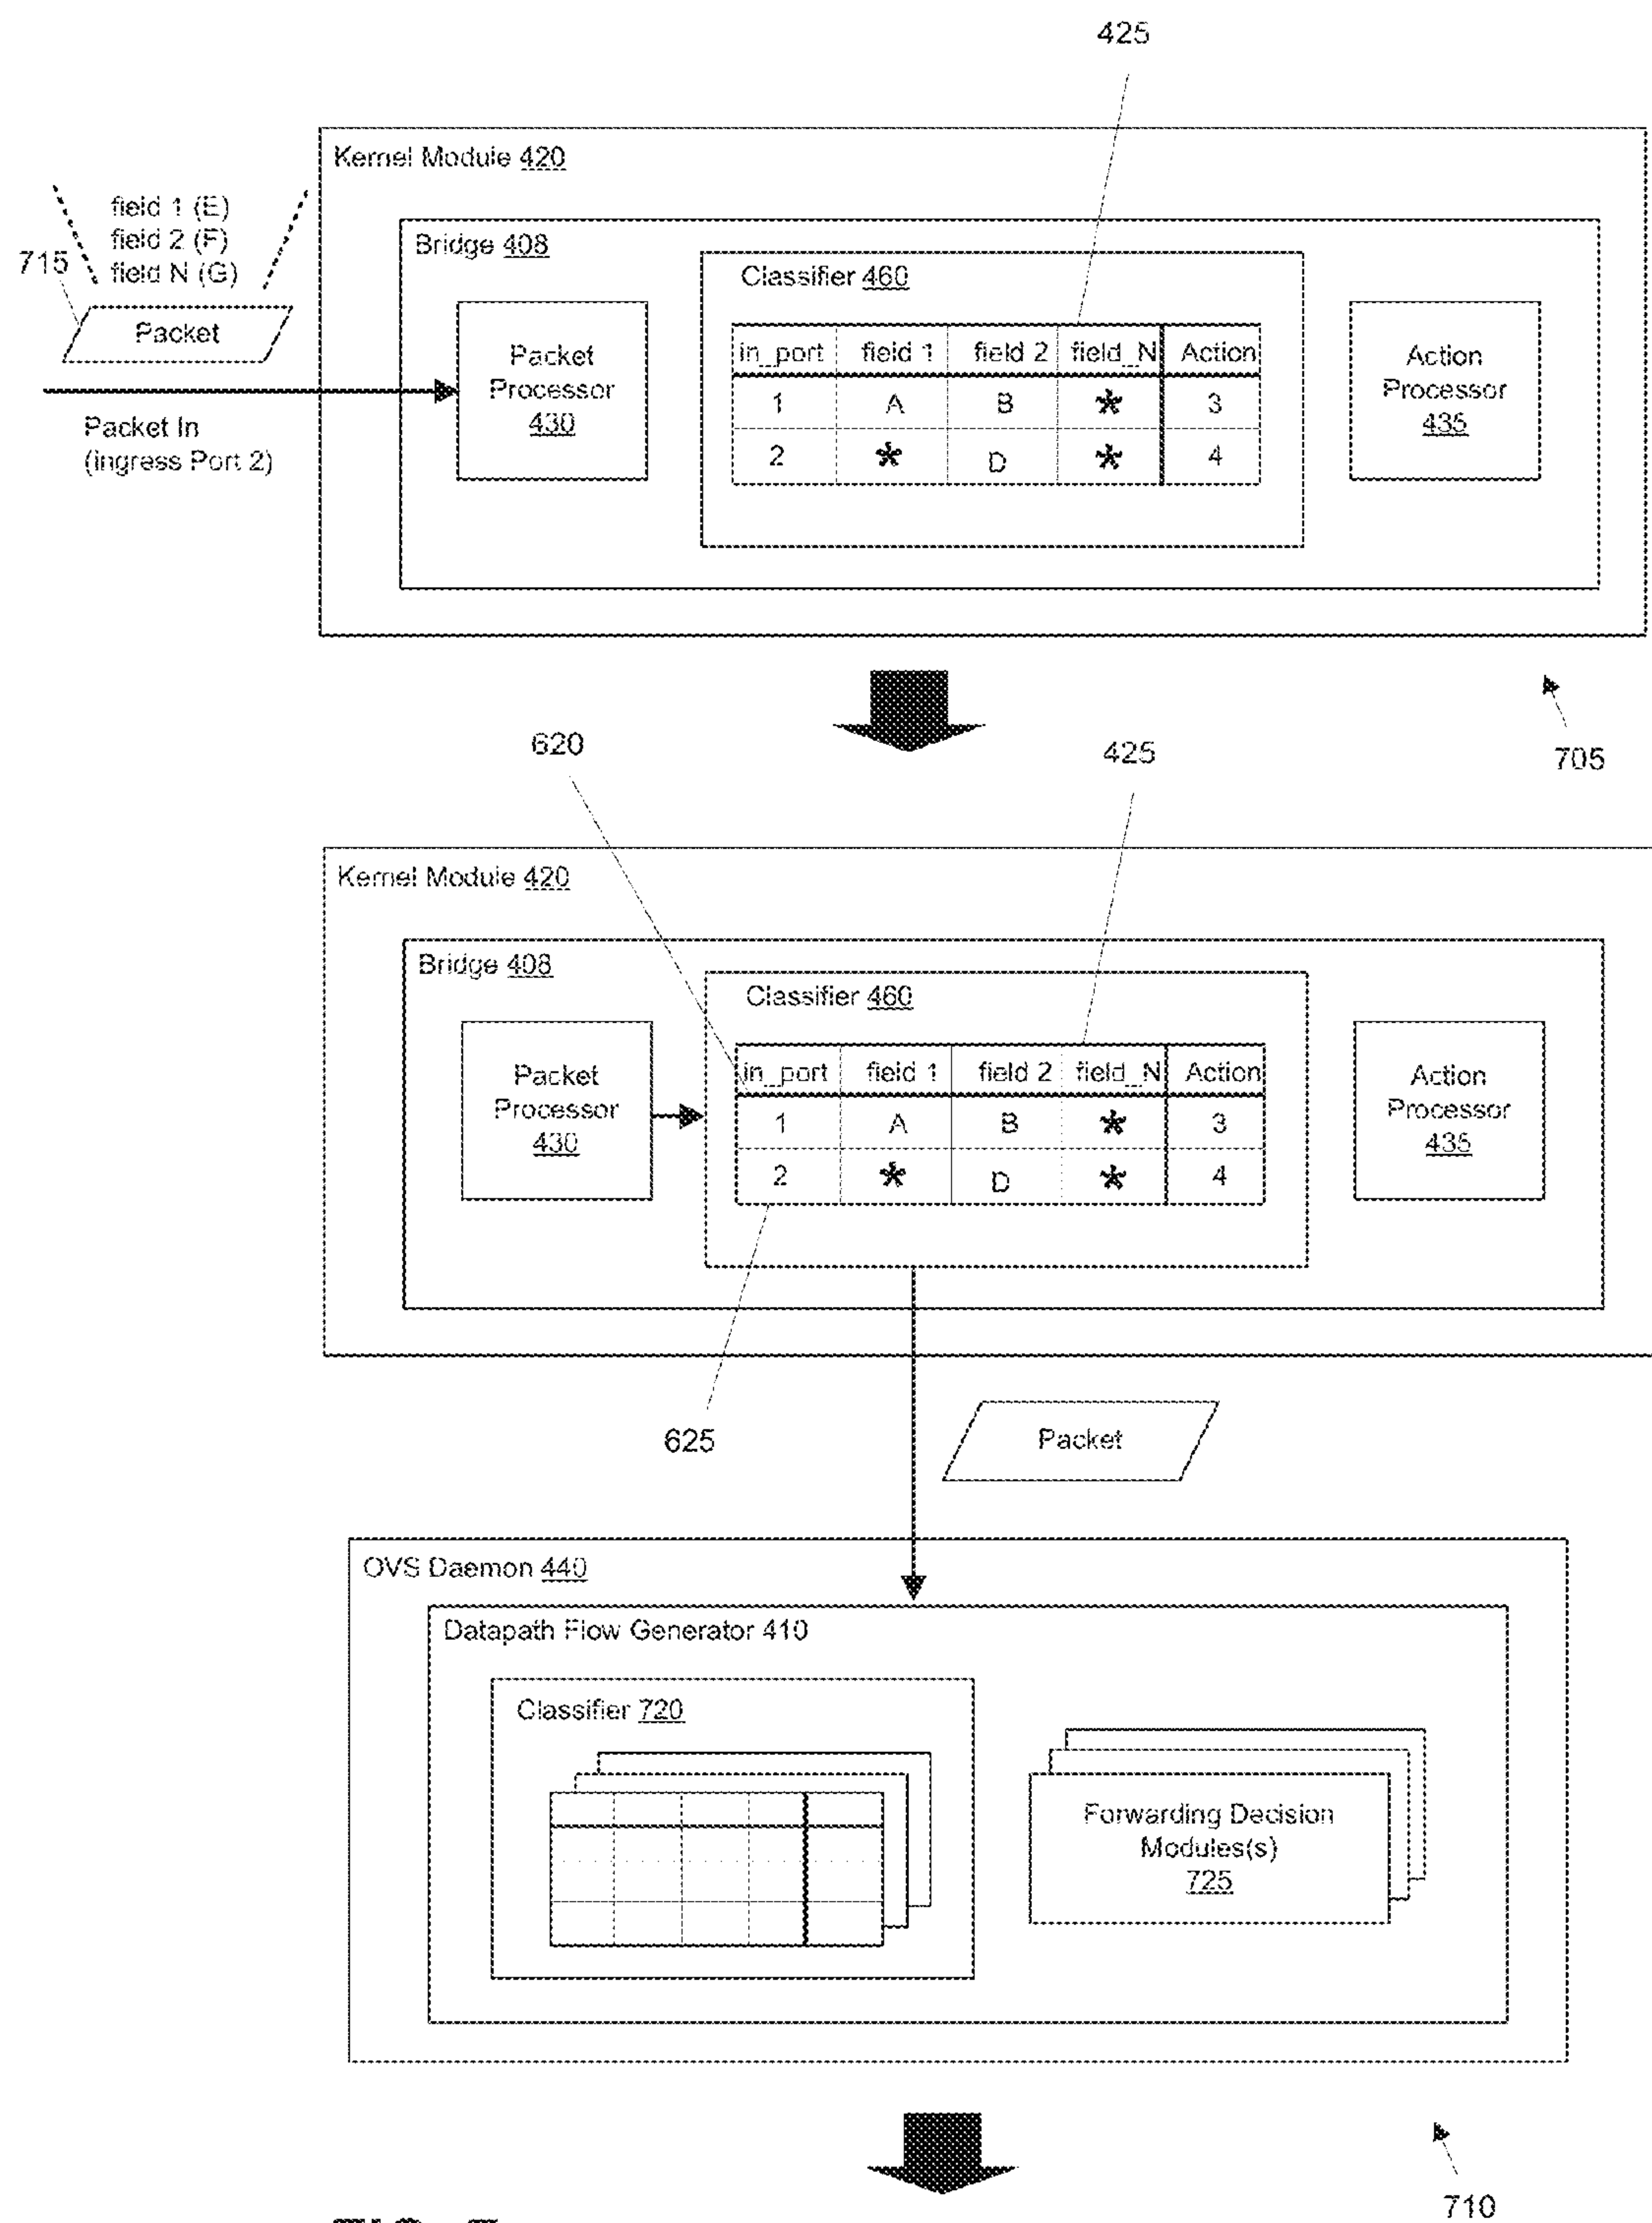 425
Kernel Module 420
field 1 (E)
field 2 (F)
field N (G)
715
Packet
Packet In
(ingress Port 2)
Bridge 408
Packet
Processor
430
Classifier 460
in_port field 1 field 2 field_N Action
1 A B * 3
2 * D * 4
Action
Processor
435
705
620
425
Kernel Module 420
Bridge 408
Packet
Processor
430
Classifier 460
in_port field 1 field 2 field_N Action
1 A B * 3
2 * D * 4
Action
Processor
435
625
Packet
OVS Daemon 440
Datapath Flow Generator 410
Classifier 720
Forwarding Decision
Modules(s)
725
710